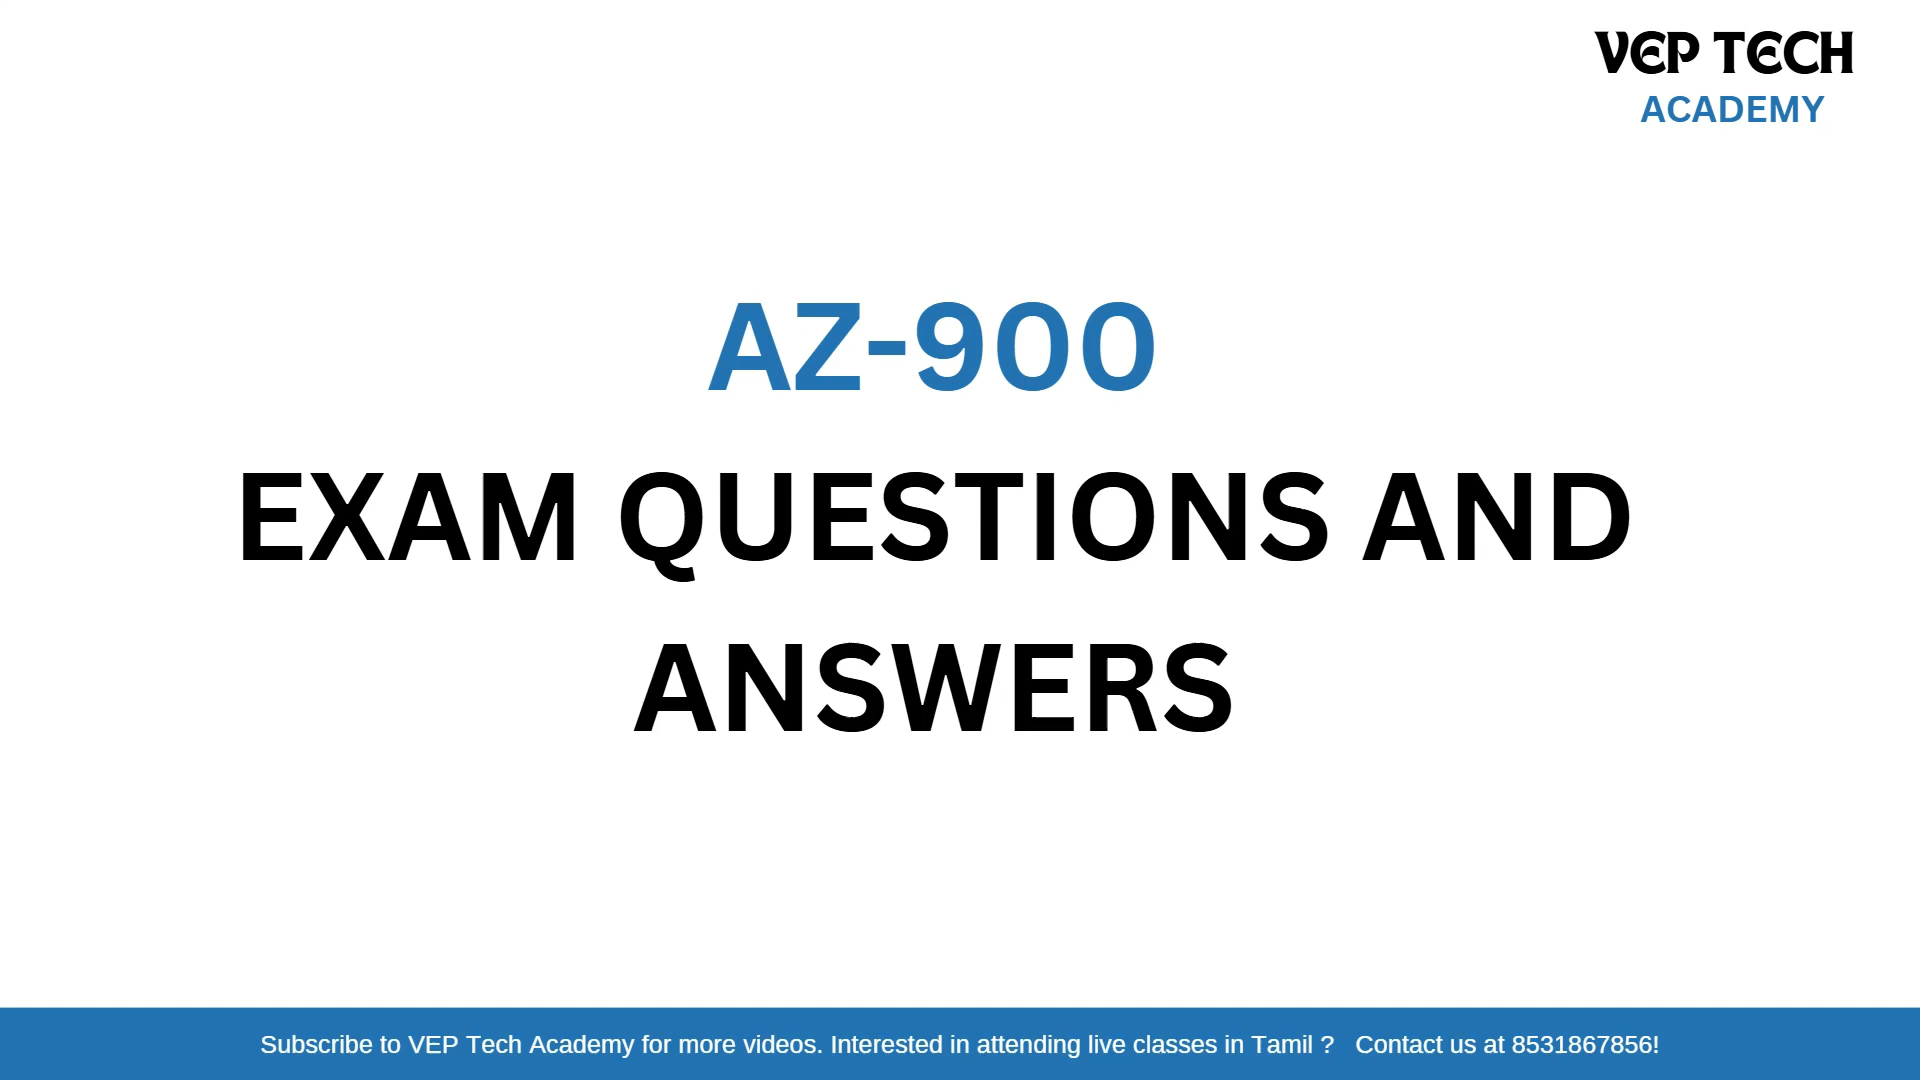 VEP TECH
ACADEMY
AZ-900
EXAM QUESTIONS AND
ANSWERS
Subscribe to VEP Tech Academy for more videos. Interested in attending live classes in Tamil ? Contact us at 8531867856!